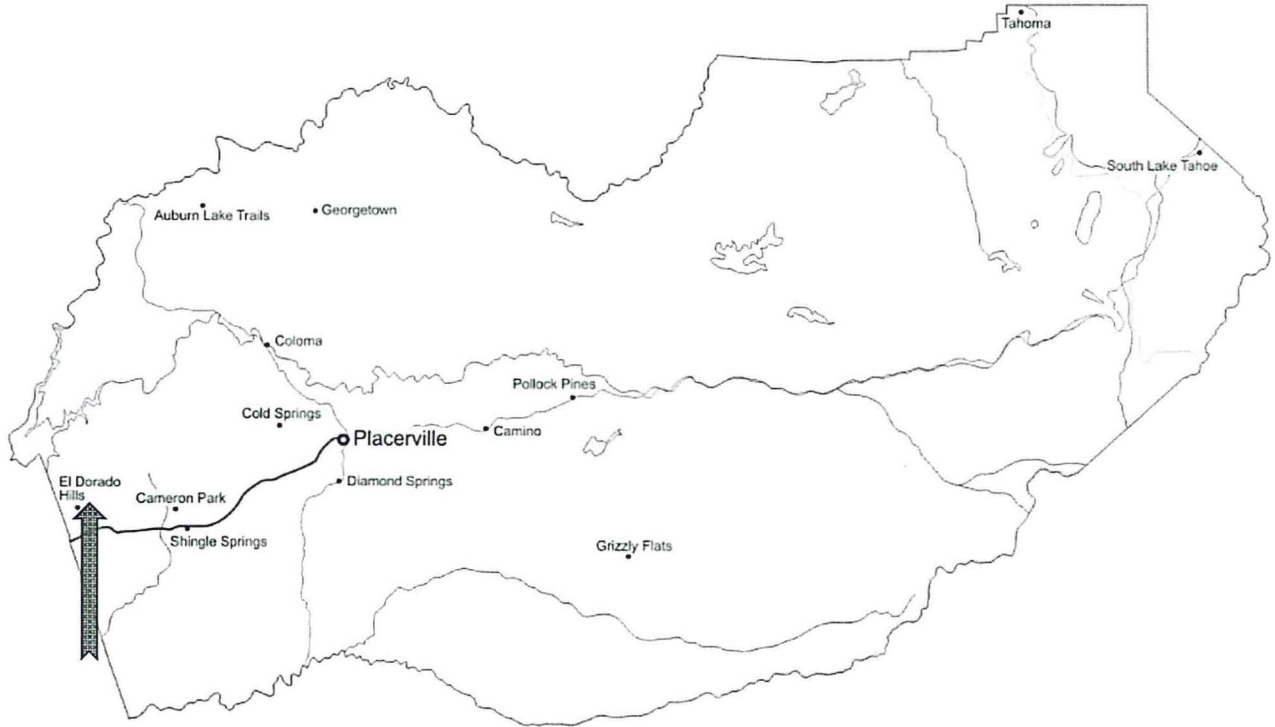 Tahoma
South Lake Tahoe
Auburn Lake Trails
Georgetown
Coloma
Pollock Pines
Cold Springs
Camino
Placerville
El Dorado
Hills
Diamond Springs
Cameron Park
Shingle Springs
Grizzly Flats